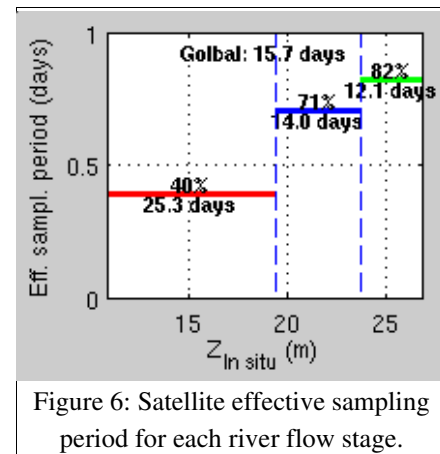 1
Golbal: 15.7 days
82%
12.1 days
71%
14.0 days
0.5
40%
25.3 days
0
15 20 25
Z In situ (m)
Eff. sampl. period (days)
Figure 6: Satellite effective sampling
period for each river flow stage.